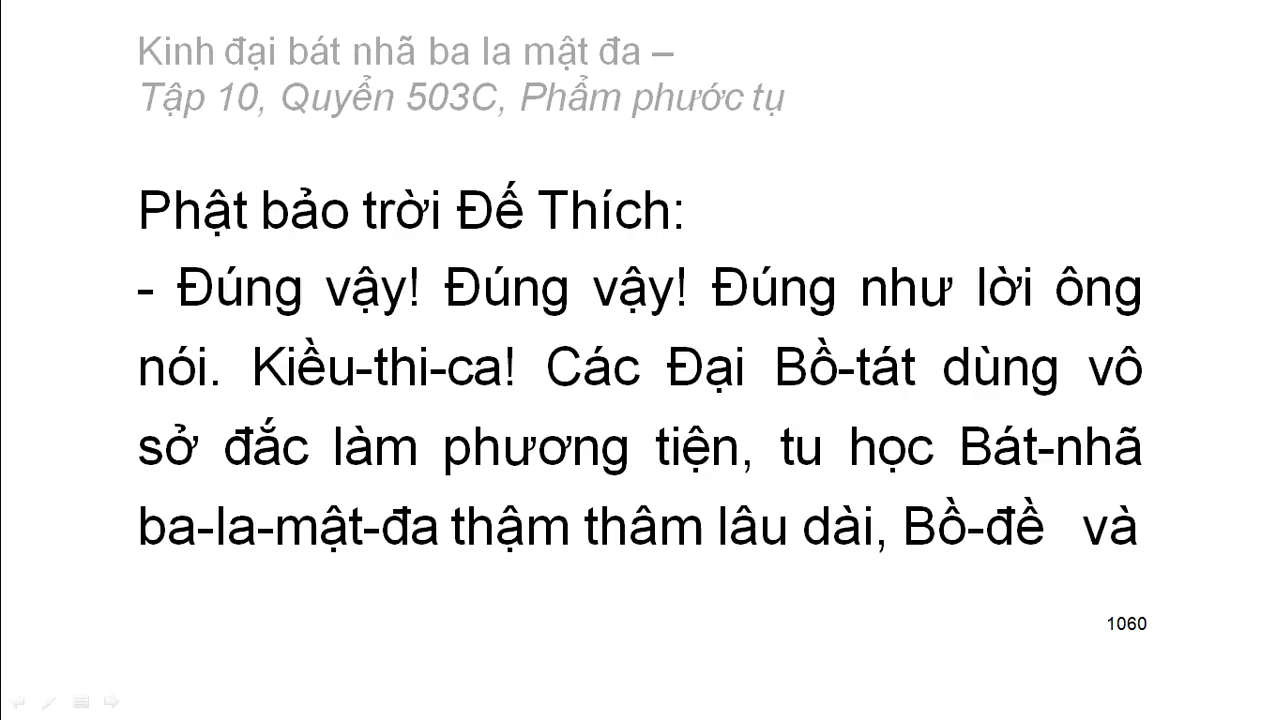 Kinh đại bát nhã ba la mật đa –
Tập 10, Quyển 503C, Phẩm phước tụ
Phật bảo trời Đế Thích:
- Đúng vậy! Đúng vậy! Đúng như lời ông
nói. Kiều-thi-ca! Các Đại Bồ-tát dùng vô
sở đắc làm phương tiện, tu học Bát-nhã
ba-la-mật-đa thậm thâm lâu dài, Bồ-đề và
1060